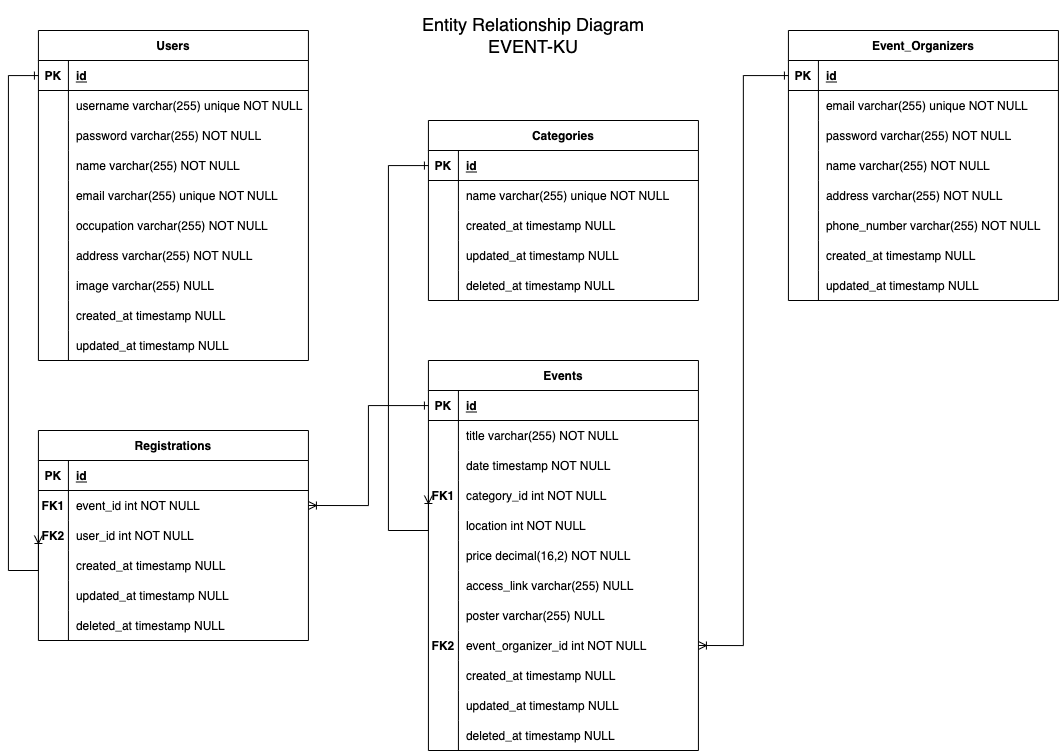 Entity Relationship Diagram
EVENT-KU
Users
PK id
username varchar(255) unique NOT NULL
password varchar(255) NOT NULL
name varchar(255) NOT NULL
email varchar(255) unique NOT NULL
occupation varchar(255) NOT NULL
address varchar(255) NOT NULL
image varchar(255) NULL
created_at timestamp NULL
updated_at timestamp NULL
Categories
PK id
name varchar(255) unique NOT NULL
created_at timestamp NULL
updated_at timestamp NULL
deleted_at timestamp NULL
Event_Organizers
PK id
email varchar(255) unique NOT NULL
password varchar(255) NOT NULL
name varchar(255) NOT NULL
address varchar(255) NOT NULL
phone_number varchar(255) NOT NULL
created_at timestamp NULL
updated_at timestamp NULL
Registrations
PK id
FK1 event_id int NOT NULL
FK2 user_id int NOT NULL
created_at timestamp NULL
updated_at timestamp NULL
deleted_at timestamp NULL
Events
PK id
title varchar(255) NOT NULL
date timestamp NOT NULL
FK1 category_id int NOT NULL
location int NOT NULL
price decimal(16,2) NOT NULL
access_link varchar(255) NULL
poster varchar(255) NULL
FK2 event_organizer_id int NOT NULL
created_at timestamp NULL
updated_at timestamp NULL
deleted_at timestamp NULL